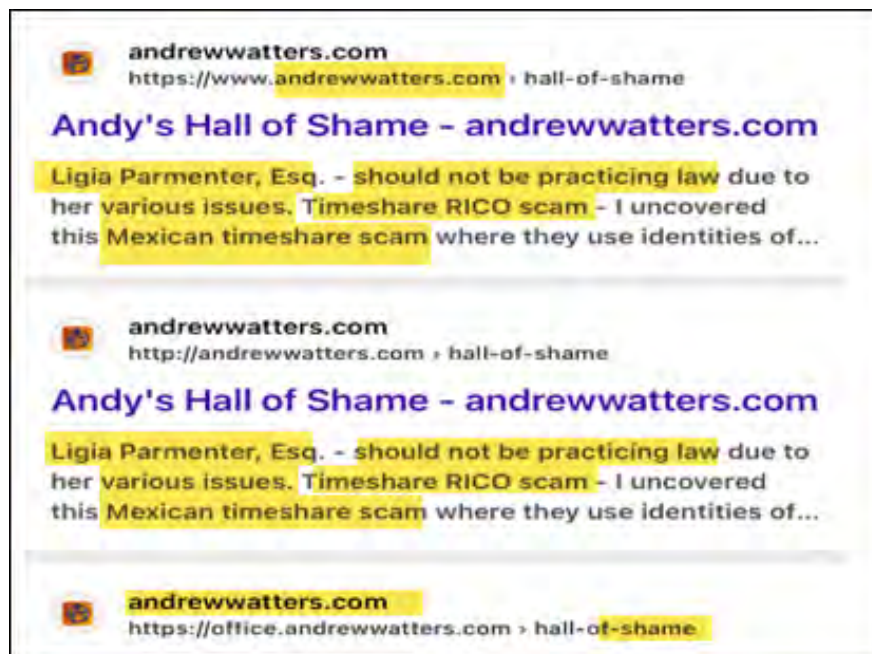 andrewwatters.com
https://www.andrewwatters.com › hall-of-shame
Andy's Hall of Shame - andrewwatters.com
Ligia Parmenter, Esq. - should not be practicing law due to
her various issues. Timeshare RICO scam - I uncovered
this Mexican timeshare scam where they use identities of...
andrewwatters.com
http://andrewwatters.com › hall-of-shame
Andy's Hall of Shame - andrewwatters.com
Ligia Parmenter, Esq. - should not be practicing law due to
her various issues. Timeshare RICO scam - I uncovered
this Mexican timeshare scam where they use identities of...
andrewwatters.com
https://office.andrewwatters.com › hall-of-shame